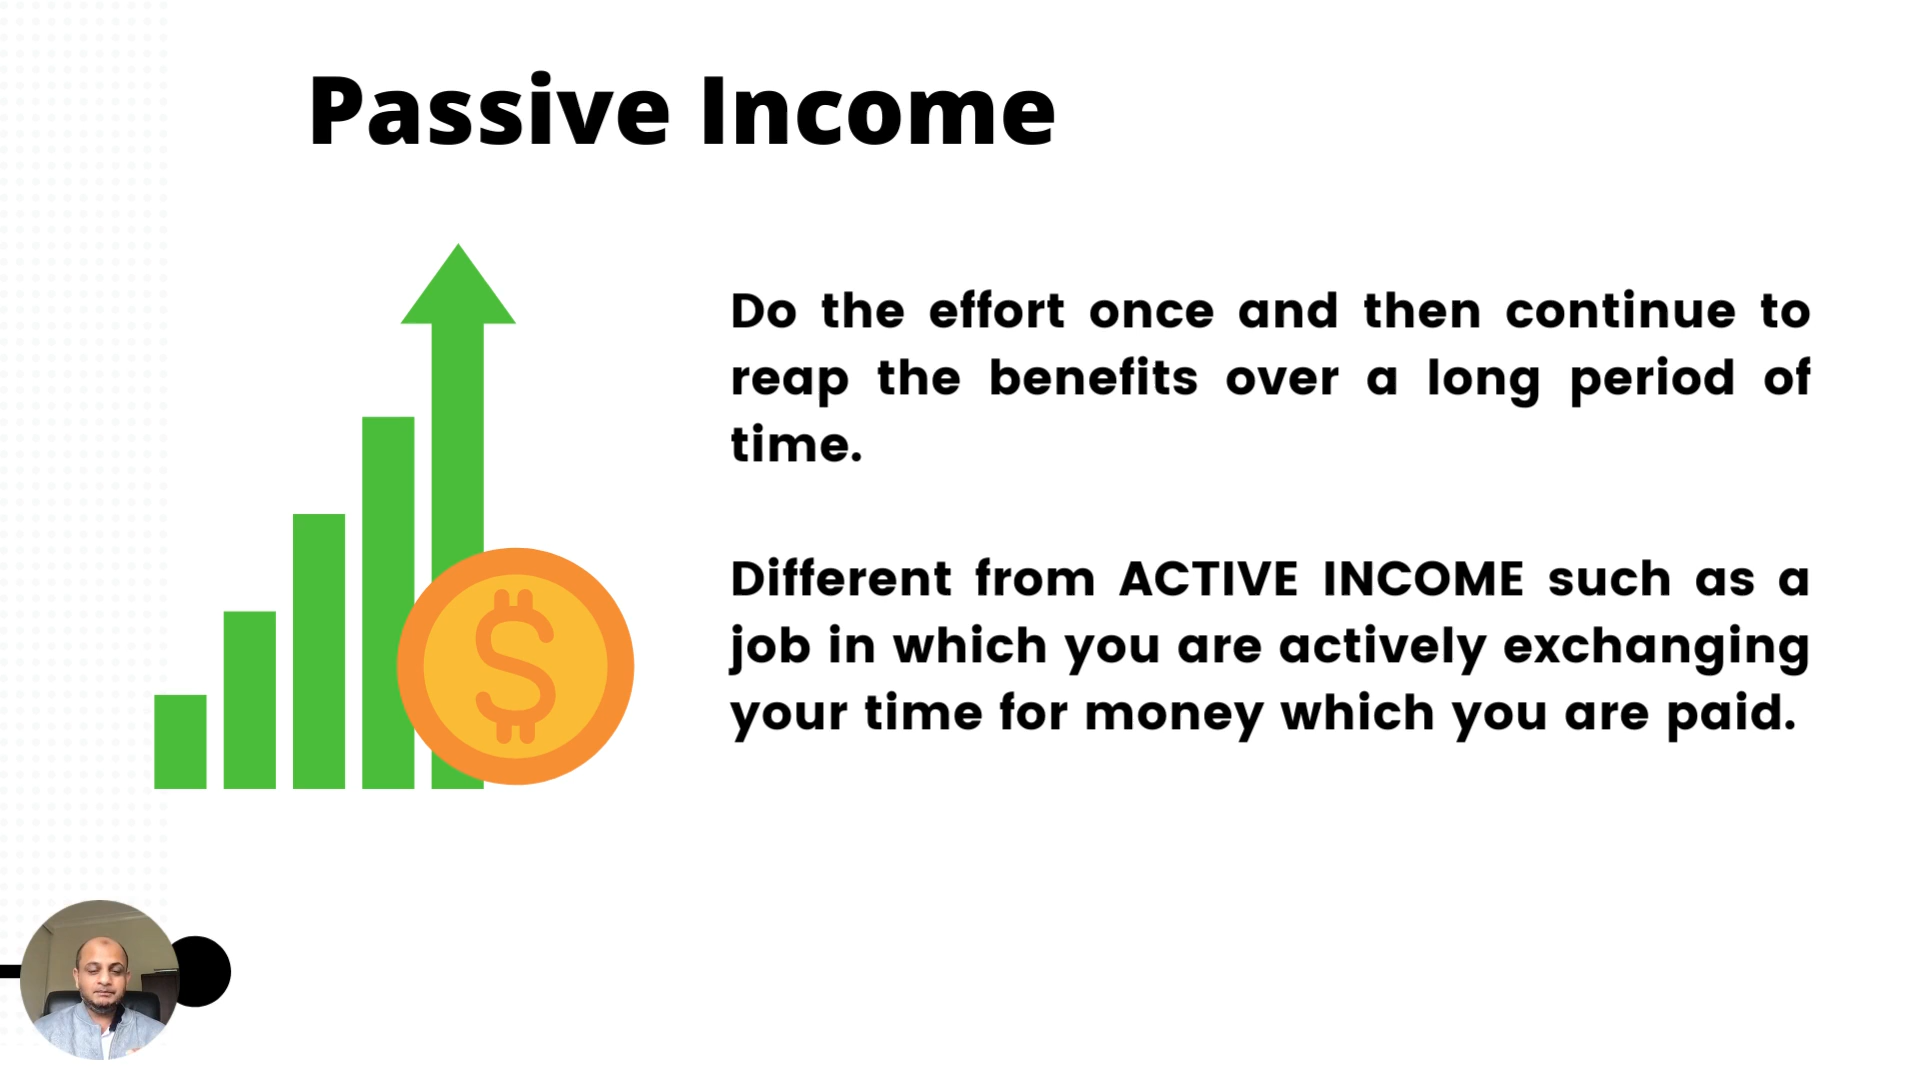 Passive Income
Do the effort once and then continue to
reap the benefits over a long period of
time.
Different from ACTIVE INCOME such as a
job in which you are actively exchanging
your time for money which you are paid.
$